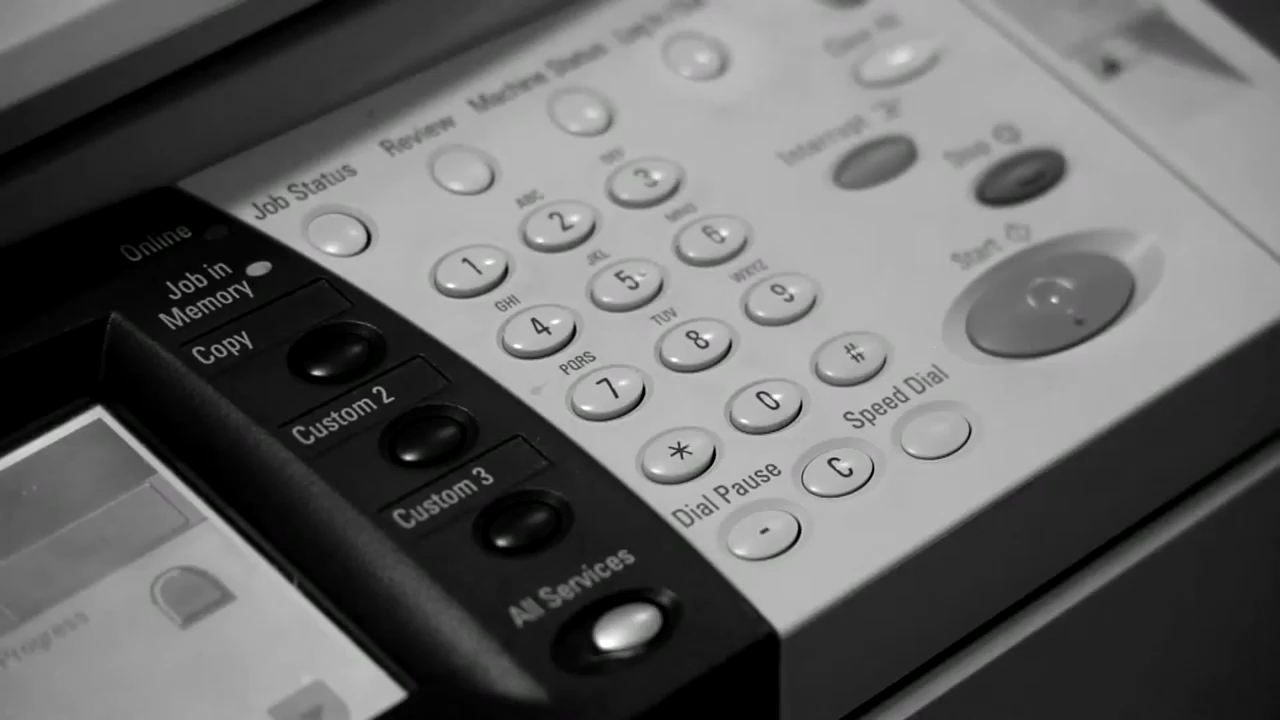 Online
Job in
Memory
Copy
Custom 2
Custom 3
All Services
Progress
Job Status
Review
Machine Status
1
ABC
2
DEF
3
GHI
4
JKL
5
MNO
6
PQRS
7
TUV
8
WXYZ
9
*
0
#
Dial Pause
-
C
Speed Dial
Interrupt
Stop
Start